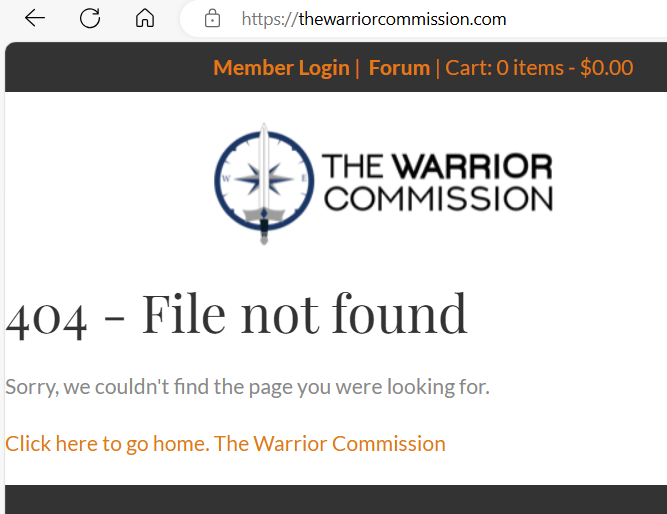 https://thewarriorcommission.com
Member Login | Forum | Cart: 0 items - $0.00
W E
THE WARRIOR
COMMISSION
404 - File not found
Sorry, we couldn't find the page you were looking for.
Click here to go home. The Warrior Commission